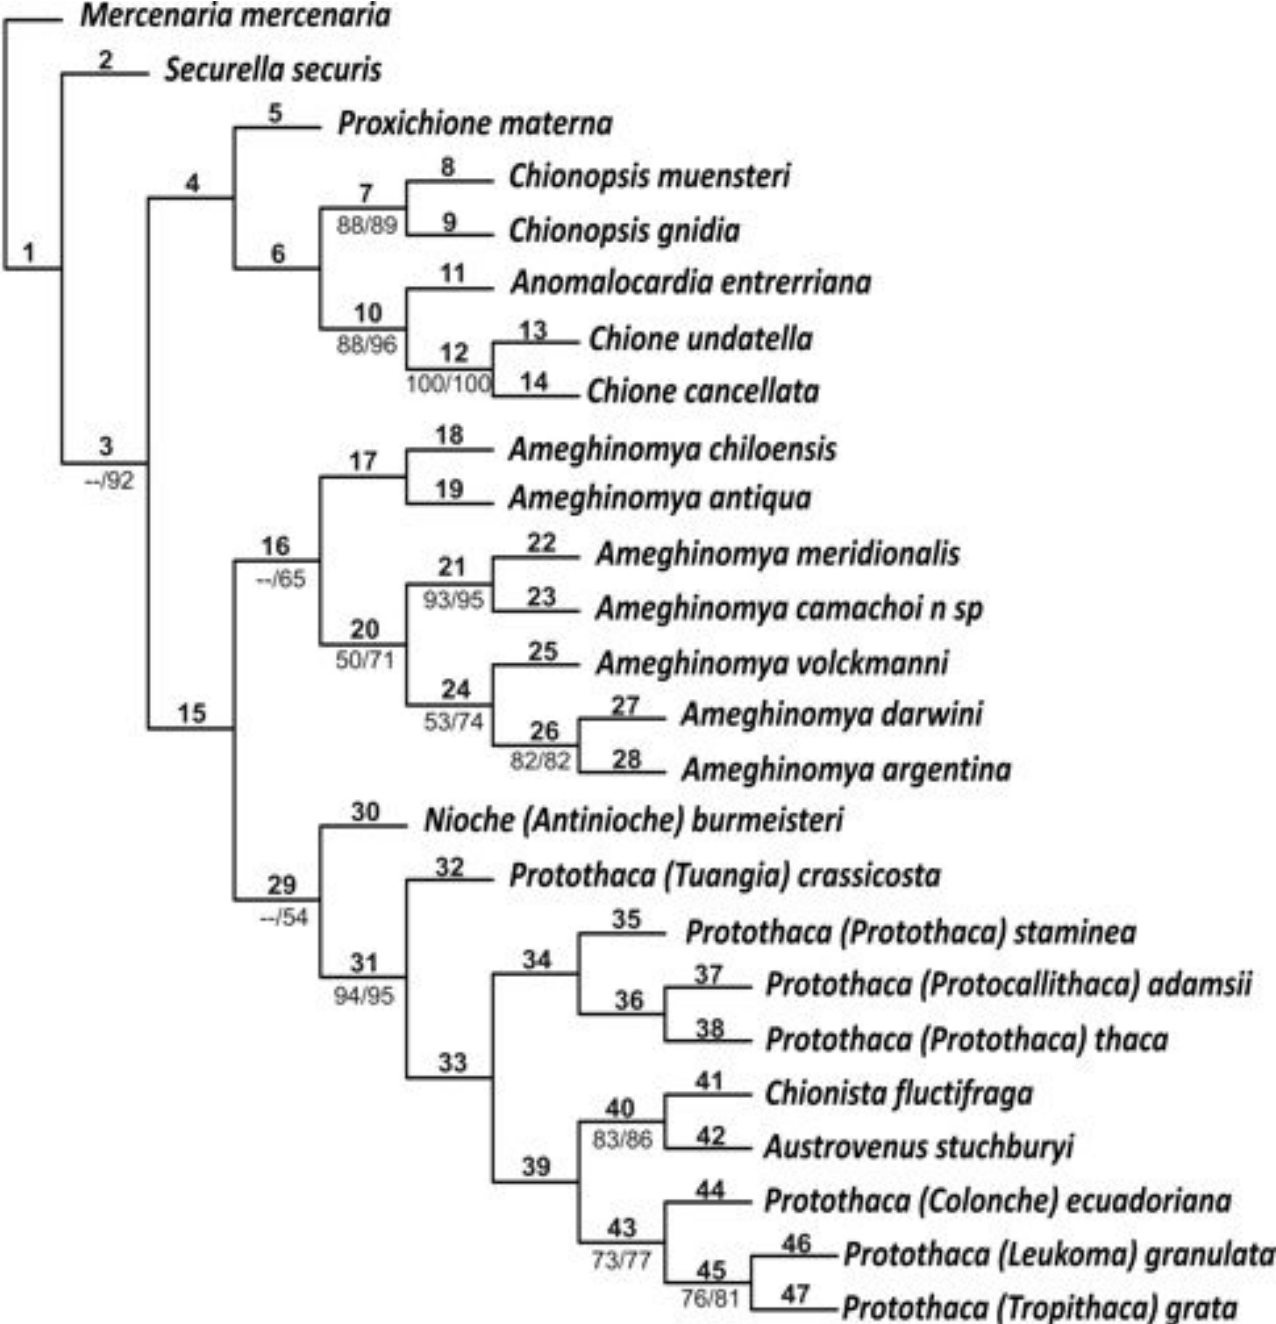 Mercenaria mercenaria
2 Securella securis
5 Proxichione materna
8 Chionopsis muensteri
4
7
88/89
9 Chionopsis gnidia
1
6
11 Anomalocardia entrerriana
10
88/96
13 Chione undatella
12
100/100
14 Chione cancellata
3
--/92
18 Ameghinomya chiloensis
17
19 Ameghinomya antiqua
16
--/65
22 Ameghinomya meridionalis
21
93/95
23 Ameghinomya camachoi n sp
20
50/71
25 Ameghinomya volckmanni
24
53/74
15
27 Ameghinomya darwini
26
82/82
28 Ameghinomya argentina
30 Nioche (Antinioche) burmeisteri
29
--/54
32 Protothaca (Tuangia) crassicosta
35 Protothaca (Protothaca) staminea
31
94/95
34
37 Protothaca (Protocallithaca) adamsii
36
38 Protothaca (Protothaca) thaca
33
41 Chionista fluctifraga
40
83/86
42 Austrovenus stuchburyi
39
44 Protothaca (Colonche) ecuadoriana
43
73/77
46 Protothaca (Leukoma) granulata
45
76/81
47 Protothaca (Tropithaca) grata